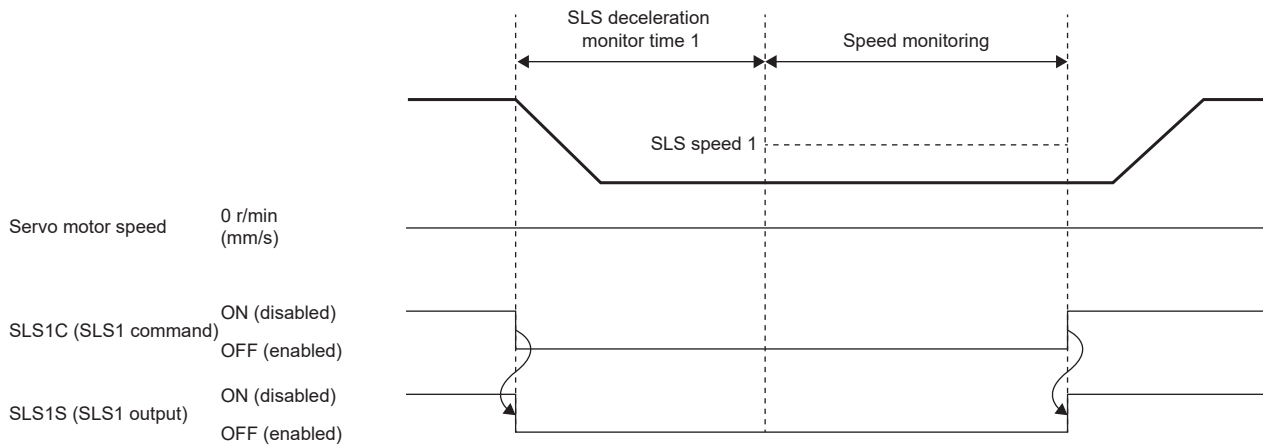 SLS deceleration
monitor time 1
Speed monitoring
SLS speed 1
Servo motor speed
0 r/min
(mm/s)
SLS1C (SLS1 command)
ON (disabled)
OFF (enabled)
SLS1S (SLS1 output)
ON (disabled)
OFF (enabled)